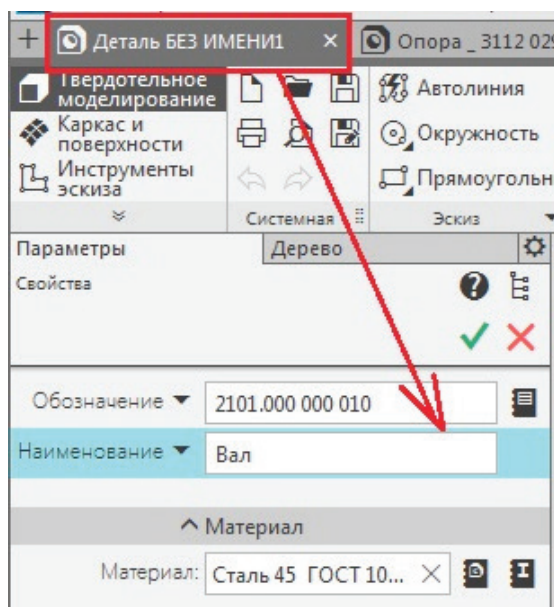 + Деталь БЕЗ ИМЕНИ1 × Опора _ 3112 029
Твердотельное
моделирование
Каркас и
поверхности
Инструменты
эскиза
Системная
Автолиния
Окружность
Прямоугольн
Эскиз
Параметры Дерево
Свойства
Обозначение 2101.000 000 010
Наименование Вал
Материал
Материал: Сталь 45 ГОСТ 10...